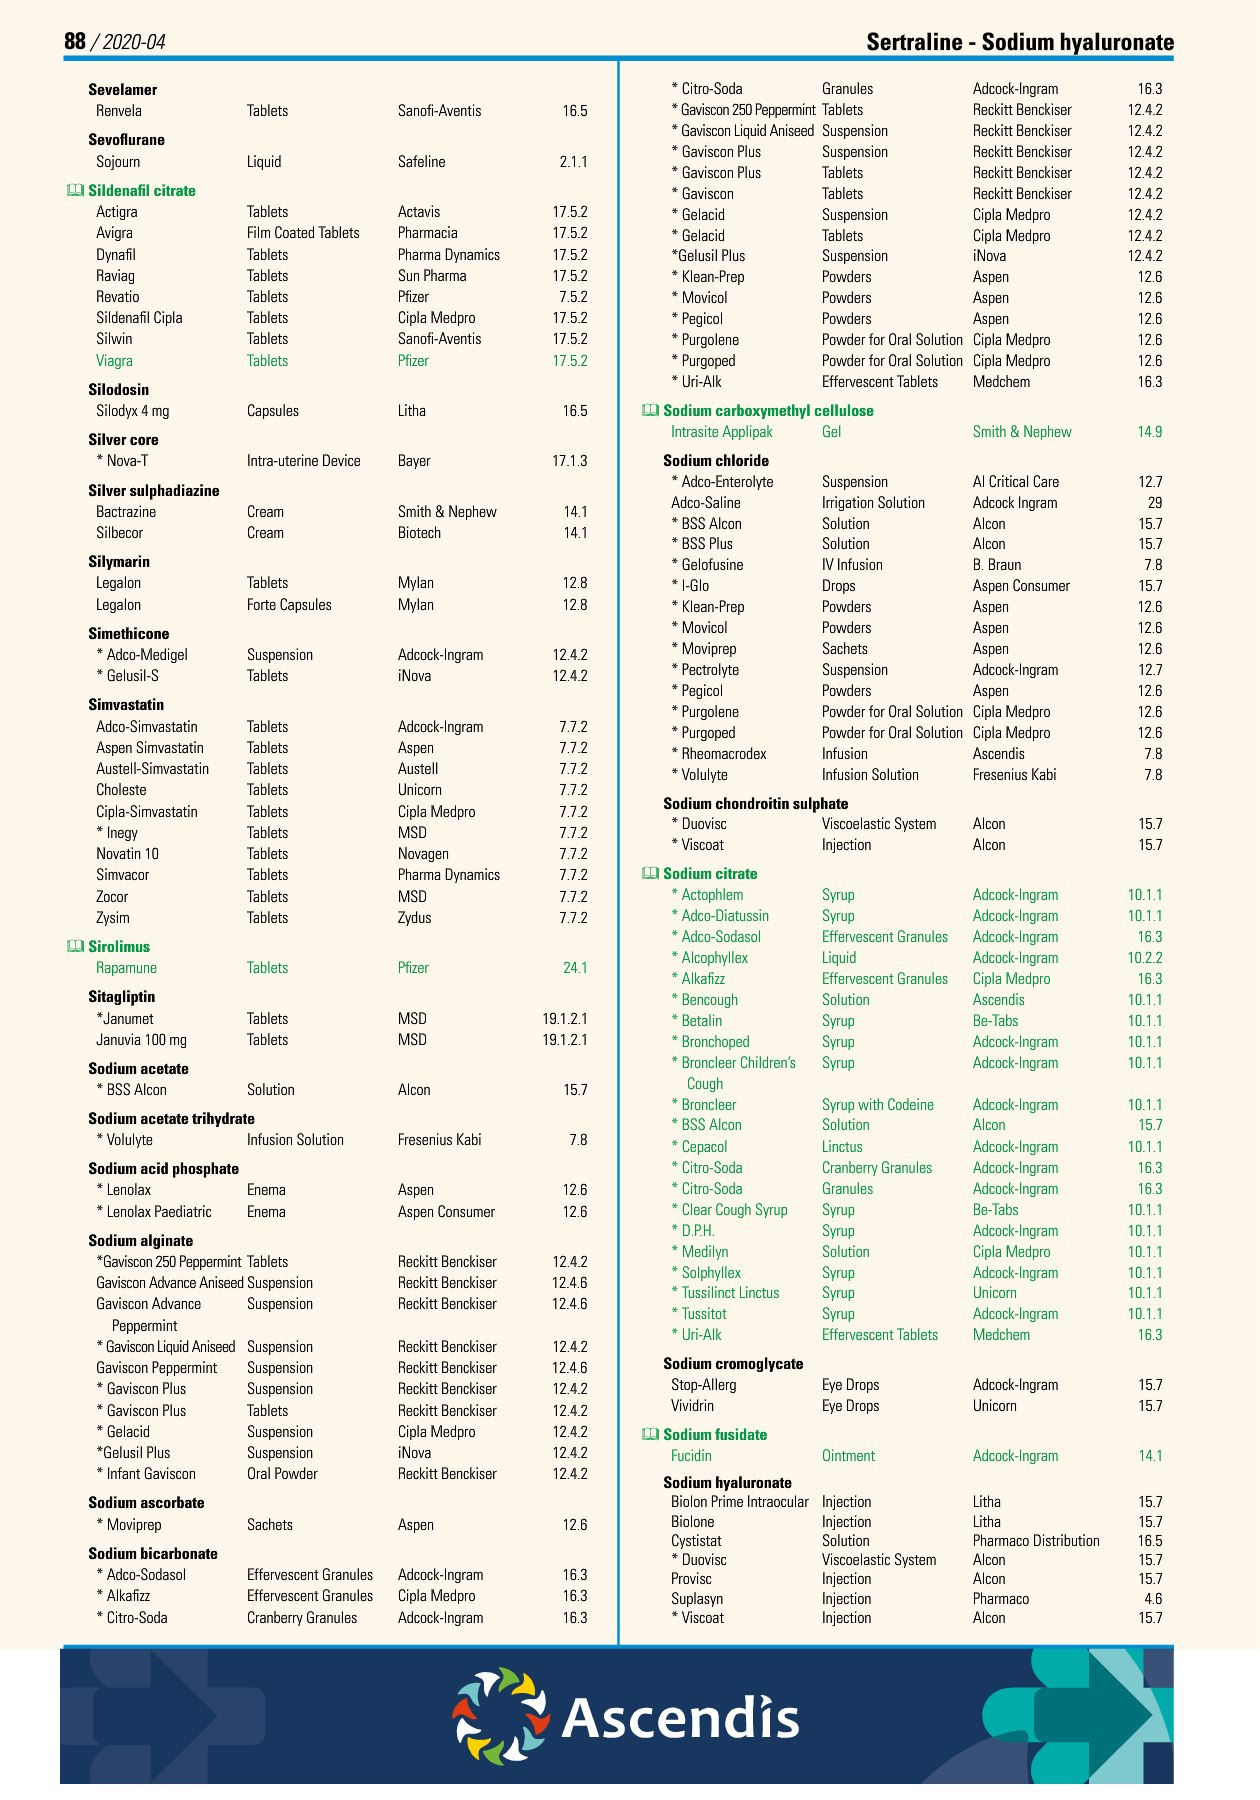 88 / 2020-04
Sertraline - Sodium hyaluronate
Sevelamer
Renvela Tablets Sanofi-Aventis 16.5
Sevoflurane
Sojourn Liquid Safeline 2.1.1
Sildenafil citrate
Actigra Tablets Actavis 17.5.2
Avigra Film Coated Tablets Pharmacia 17.5.2
Dynafil Tablets Pharma Dynamics 17.5.2
Raviag Tablets Sun Pharma 17.5.2
Revatio Tablets Pfizer 7.5.2
Sildenafil Cipla Tablets Cipla Medpro 17.5.2
Silwin Tablets Sanofi-Aventis 17.5.2
Viagra Tablets Pfizer 17.5.2
Silodosin
Silodyx 4 mg Capsules Litha 16.5
Silver core
* Nova-T Intra-uterine Device Bayer 17.1.3
Silver sulphadiazine
Bactrazine Cream Smith & Nephew 14.1
Silbecor Cream Biotech 14.1
Silymarin
Legalon Tablets Mylan 12.8
Legalon Forte Capsules Mylan 12.8
Simethicone
* Adco-Medigel Suspension Adcock-Ingram 12.4.2
* Gelusil-S Tablets iNova 12.4.2
Simvastatin
Adco-Simvastatin Tablets Adcock-Ingram 7.7.2
Aspen Simvastatin Tablets Aspen 7.7.2
Austell-Simvastatin Tablets Austell 7.7.2
Choleste Tablets Unicorn 7.7.2
Cipla-Simvastatin Tablets Cipla Medpro 7.7.2
* Inegy Tablets MSD 7.7.2
Novatin 10 Tablets Novagen 7.7.2
Simvacor Tablets Pharma Dynamics 7.7.2
Zocor Tablets MSD 7.7.2
Zysim Tablets Zydus 7.7.2
Sirolimus
Rapamune Tablets Pfizer 24.1
Sitagliptin
*Janumet Tablets MSD 19.1.2.1
Januvia 100 mg Tablets MSD 19.1.2.1
Sodium acetate
* BSS Alcon Solution Alcon 15.7
Sodium acetate trihydrate
* Volulyte Infusion Solution Fresenius Kabi 7.8
Sodium acid phosphate
* Lenolax Enema Aspen 12.6
* Lenolax Paediatric Enema Aspen Consumer 12.6
Sodium alginate
*Gaviscon 250 Peppermint Tablets Reckitt Benckiser 12.4.2
Gaviscon Advance Aniseed Suspension Reckitt Benckiser 12.4.6
Gaviscon Advance Suspension Reckitt Benckiser 12.4.6
Peppermint
* Gaviscon Liquid Aniseed Suspension Reckitt Benckiser 12.4.2
Gaviscon Peppermint Suspension Reckitt Benckiser 12.4.6
* Gaviscon Plus Suspension Reckitt Benckiser 12.4.2
* Gaviscon Plus Tablets Reckitt Benckiser 12.4.2
* Gelacid Suspension Cipla Medpro 12.4.2
*Gelusil Plus Suspension iNova 12.4.2
* Infant Gaviscon Oral Powder Reckitt Benckiser 12.4.2
Sodium ascorbate
* Moviprep Sachets Aspen 12.6
Sodium bicarbonate
* Adco-Sodasol Effervescent Granules Adcock-Ingram 16.3
* Alkafizz Effervescent Granules Cipla Medpro 16.3
* Citro-Soda Cranberry Granules Adcock-Ingram 16.3
* Citro-Soda Granules Adcock-Ingram 16.3
* Gaviscon 250 Peppermint Tablets Reckitt Benckiser 12.4.2
* Gaviscon Liquid Aniseed Suspension Reckitt Benckiser 12.4.2
* Gaviscon Plus Suspension Reckitt Benckiser 12.4.2
* Gaviscon Plus Tablets Reckitt Benckiser 12.4.2
* Gaviscon Tablets Reckitt Benckiser 12.4.2
* Gelacid Suspension Cipla Medpro 12.4.2
* Gelacid Tablets Cipla Medpro 12.4.2
*Gelusil Plus Suspension iNova 12.4.2
* Klean-Prep Powders Aspen 12.6
* Movicol Powders Aspen 12.6
* Pegicol Powders Aspen 12.6
* Purgolene Powder for Oral Solution Cipla Medpro 12.6
* Purgoped Powder for Oral Solution Cipla Medpro 12.6
* Uri-Alk Effervescent Tablets Medchem 16.3
Sodium carboxymethyl cellulose
Intrasite Applipak Gel Smith & Nephew 14.9
Sodium chloride
* Adco-Enterolyte Suspension AI Critical Care 12.7
Adco-Saline Irrigation Solution Adcock Ingram 29
* BSS Alcon Solution Alcon 15.7
* BSS Plus Solution Alcon 15.7
* Gelofusine IV Infusion B. Braun 7.8
* I-Glo Drops Aspen Consumer 15.7
* Klean-Prep Powders Aspen 12.6
* Movicol Powders Aspen 12.6
* Moviprep Sachets Aspen 12.6
* Pectrolyte Suspension Adcock-Ingram 12.7
* Pegicol Powders Aspen 12.6
* Purgolene Powder for Oral Solution Cipla Medpro 12.6
* Purgoped Powder for Oral Solution Cipla Medpro 12.6
* Rheomacrodex Infusion Ascendis 7.8
* Volulyte Infusion Solution Fresenius Kabi 7.8
Sodium chondroitin sulphate
* Duovisc Viscoelastic System Alcon 15.7
* Viscoat Injection Alcon 15.7
Sodium citrate
* Actophlem Syrup Adcock-Ingram 10.1.1
* Adco-Diatussin Syrup Adcock-Ingram 10.1.1
* Adco-Sodasol Effervescent Granules Adcock-Ingram 16.3
* Alcophyllex Liquid Adcock-Ingram 10.2.2
* Alkafizz Effervescent Granules Cipla Medpro 16.3
* Bencough Solution Ascendis 10.1.1
* Betalin Syrup Be-Tabs 10.1.1
* Bronchoped Syrup Adcock-Ingram 10.1.1
* Broncleer Children's Syrup Adcock-Ingram 10.1.1
Cough
* Broncleer Syrup with Codeine Adcock-Ingram 10.1.1
* BSS Alcon Solution Alcon 15.7
* Cepacol Linctus Adcock-Ingram 10.1.1
* Citro-Soda Cranberry Granules Adcock-Ingram 16.3
* Citro-Soda Granules Adcock-Ingram 16.3
* Clear Cough Syrup Syrup Be-Tabs 10.1.1
* D.P.H. Syrup Adcock-Ingram 10.1.1
* Medilyn Solution Cipla Medpro 10.1.1
* Solphyllex Syrup Adcock-Ingram 10.1.1
* Tussilinct Linctus Syrup Unicorn 10.1.1
* Tussitot Syrup Adcock-Ingram 10.1.1
* Uri-Alk Effervescent Tablets Medchem 16.3
Sodium cromoglycate
Stop-Allerg Eye Drops Adcock-Ingram 15.7
Vividrin Eye Drops Unicorn 15.7
Sodium fusidate
Fucidin Ointment Adcock-Ingram 14.1
Sodium hyaluronate
Biolon Prime Intraocular Injection Litha 15.7
Biolone Injection Litha 15.7
Cystistat Solution Pharmaco Distribution 16.5
* Duovisc Viscoelastic System Alcon 15.7
Provisc Injection Alcon 15.7
Suplasyn Injection Pharmaco 4.6
* Viscoat Injection Alcon 15.7
Ascendis